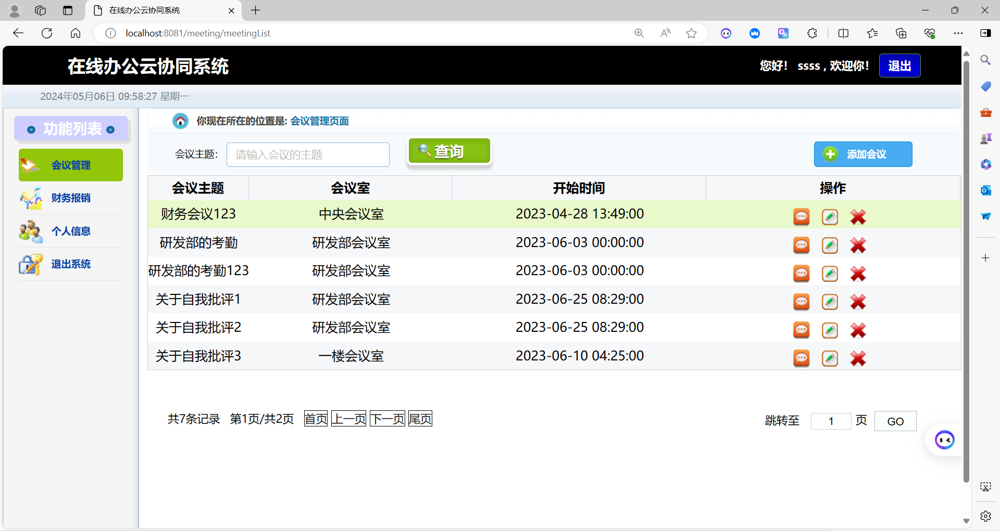 在线办公云协同系统
localhost:8081/meeting/meetingList
在线办公云协同系统
您好！ ssss , 欢迎你！ 退出
2024年05月06日 09:58:27 星期一
功能列表
会议管理
财务报销
个人信息
退出系统
你现在所在的位置是: 会议管理页面
会议主题： 请输入会议的主题 查询 添加会议
会议主题 会议室 开始时间 操作
财务会议123 中央会议室 2023-04-28 13:49:00
研发部的考勤 研发部会议室 2023-06-03 00:00:00
研发部的考勤123 研发部会议室 2023-06-03 00:00:00
关于自我批评1 研发部会议室 2023-06-25 08:29:00
关于自我批评2 研发部会议室 2023-06-25 08:29:00
关于自我批评3 一楼会议室 2023-06-10 04:25:00
共7条记录 第1页/共2页 首页 上一页 下一页 尾页 跳转至 1 页 GO